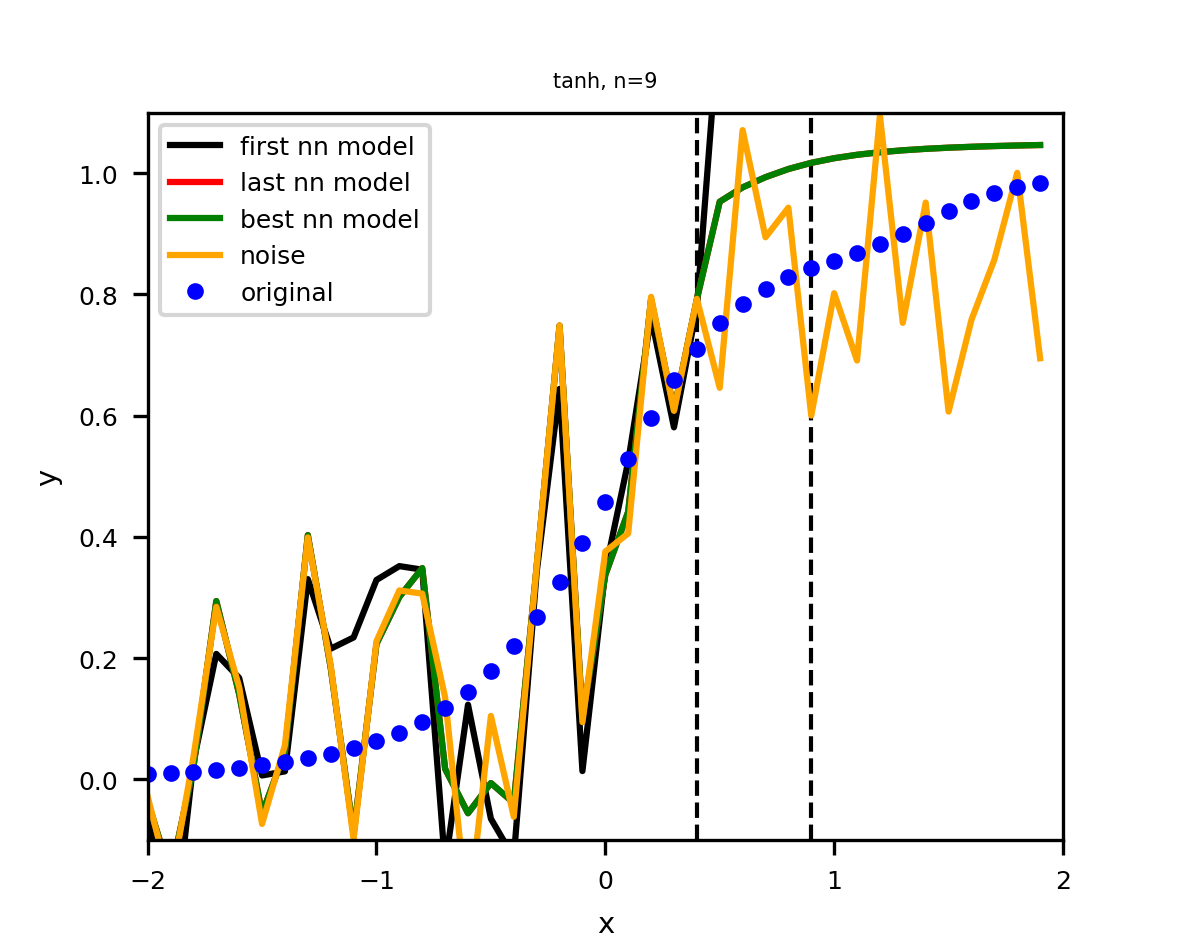 tanh, n=9
first nn model
last nn model
best nn model
noise
original
1.0
0.8
0.6
0.4
0.2
0.0
y
−2
−1
0
1
2
x